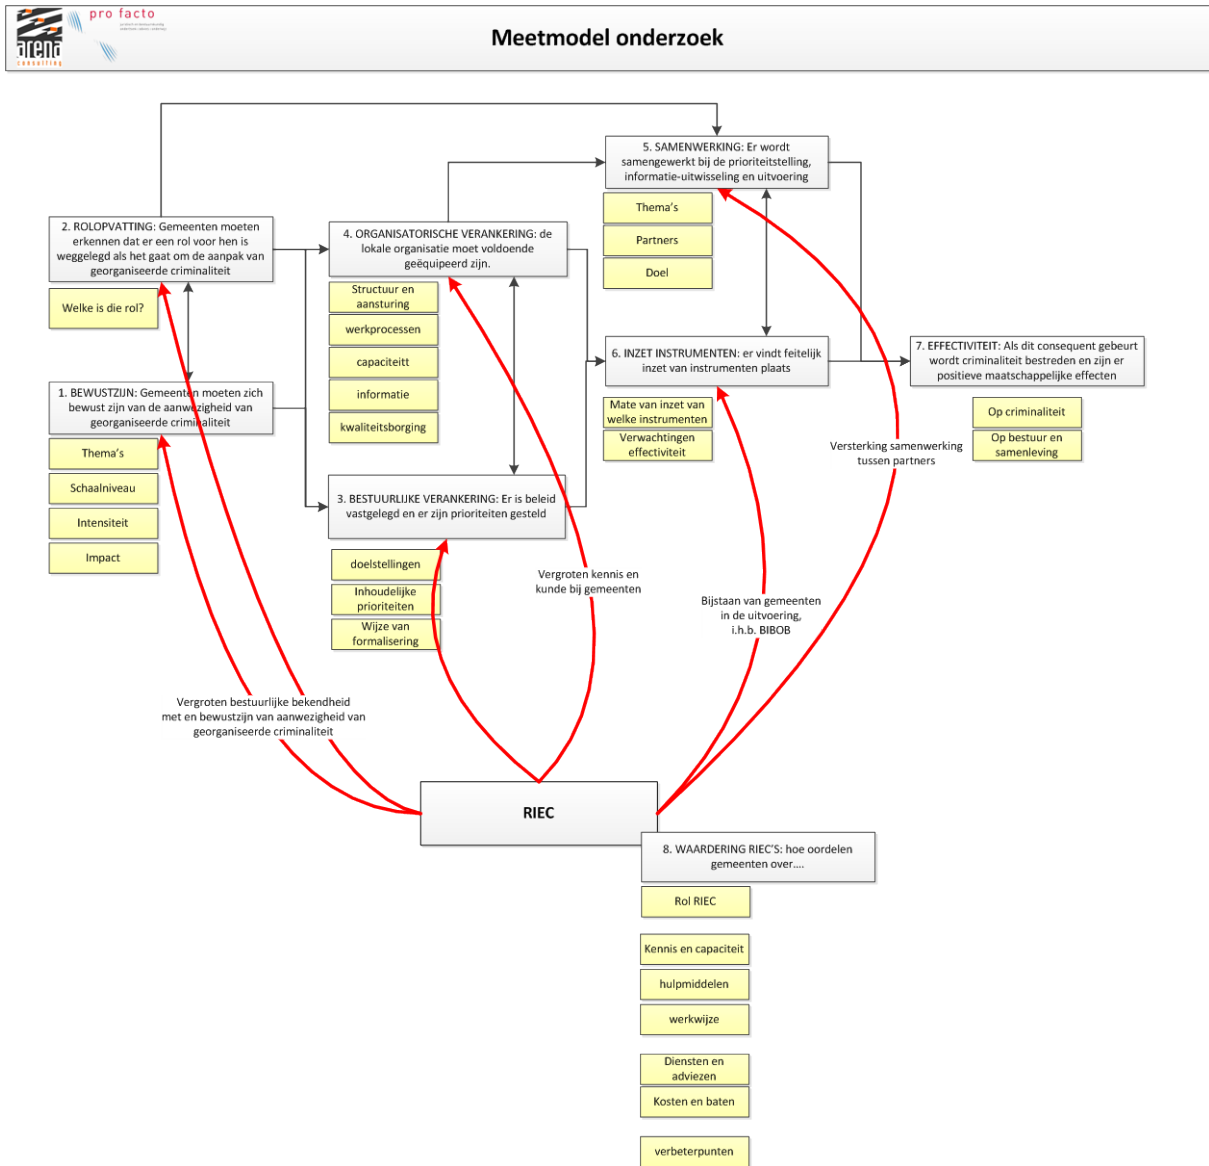 pro facto
arena
consulting
Meetmodel onderzoek
5. SAMENWERKING: Er wordt
samengewerkt bij de prioriteitstelling,
informatie-uitwisseling en uitvoering
Thema's
Partners
Doel
2. ROLOPVATTING: Gemeenten moeten
erkennen dat er een rol voor hen is
weggelegd als het gaat om de aanpak van
georganiseerde criminaliteit
Welke is die rol?
4. ORGANISATORISCHE VERANKERING: de
lokale organisatie moet voldoende
geëquipeerd zijn.
Structuur en
aansturing
werkprocessen
capaciteitt
informatie
kwaliteitsborging
6. INZET INSTRUMENTEN: er vindt feitelijk
inzet van instrumenten plaats
Mate van inzet van
welke instrumenten
Verwachtingen
effectiviteit
7. EFFECTIVITEIT: Als dit consequent gebeurt
wordt criminaliteit bestreden en zijn er
positieve maatschappelijke effecten
Op criminaliteit
Op bestuur en
samenleving
1. BEWUSTZIJN: Gemeenten moeten zich
bewust zijn van de aanwezigheid van
georganiseerde criminaliteit
Thema's
Schaalniveau
Intensiteit
Impact
3. BESTUURLIJKE VERANKERING: Er is beleid
vastgelegd en er zijn prioriteiten gesteld
doelstellingen
Inhoudelijke
prioriteiten
Wijze van
formalisering
Versterking samenwerking
tussen partners
Vergroten kennis en
kunde bij gemeenten
Bijstaan van gemeenten
in de uitvoering,
i.h.b. BIBOB
Vergroten bestuurlijke bekendheid
met en bewustzijn van aanwezigheid van
georganiseerde criminaliteit
RIEC
8. WAARDERING RIEC'S: hoe oordelen
gemeenten over....
Rol RIEC
Kennis en capaciteit
hulpmiddelen
werkwijze
Diensten en
adviezen
Kosten en baten
verbeterpunten